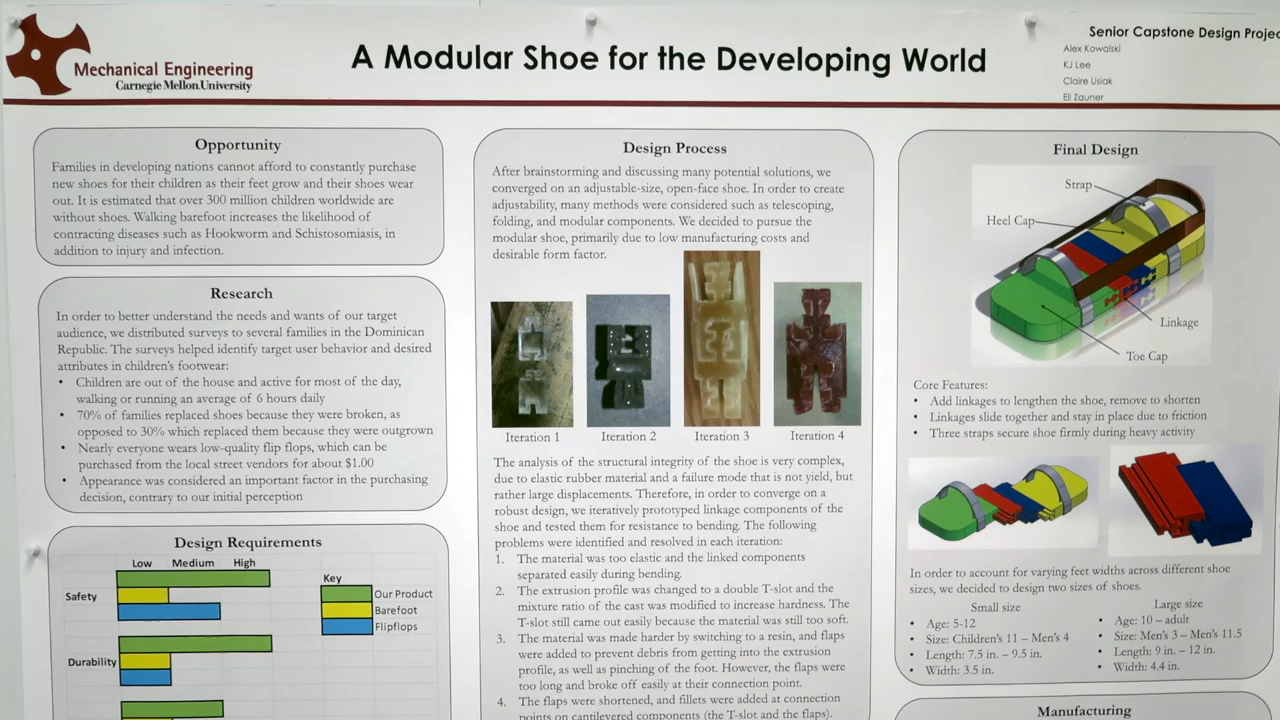 Mechanical Engineering
Carnegie Mellon University
A Modular Shoe for the Developing World
Senior Capstone Design Projec
Alex Kowalski
KJ Lee
Claire Usiak
Eli Zauner
Opportunity
Families in developing nations cannot afford to constantly purchase
new shoes for their children as their feet grow and their shoes wear
out. It is estimated that over 300 million children worldwide are
without shoes. Walking barefoot increases the likelihood of
contracting diseases such as Hookworm and Schistosomiasis, in
addition to injury and infection.
Research
In order to better understand the needs and wants of our target
audience, we distributed surveys to several families in the Dominican
Republic. The surveys helped identify target user behavior and desired
attributes in children's footwear:
• Children are out of the house and active for most of the day,
walking or running an average of 6 hours daily
• 70% of families replaced shoes because they were broken, as
opposed to 30% which replaced them because they were outgrown
• Nearly everyone wears low-quality flip flops, which can be
purchased from the local street vendors for about $1.00
• Appearance was considered an important factor in the purchasing
decision, contrary to our initial perception
Design Requirements
Low Medium High
Safety
Durability
Key
Our Product
Barefoot
Flipflops
Design Process
After brainstorming and discussing many potential solutions, we
converged on an adjustable-size, open-face shoe. In order to create
adjustability, many methods were considered such as telescoping,
folding, and modular components. We decided to pursue the
modular shoe, primarily due to low manufacturing costs and
desirable form factor.
Iteration 1 Iteration 2 Iteration 3 Iteration 4
The analysis of the structural integrity of the shoe is very complex,
due to elastic rubber material and a failure mode that is not yield, but
rather large displacements. Therefore, in order to converge on a
robust design, we iteratively prototyped linkage components of the
shoe and tested them for resistance to bending. The following
problems were identified and resolved in each iteration:
1. The material was too elastic and the linked components
separated easily during bending.
2. The extrusion profile was changed to a double T-slot and the
mixture ratio of the cast was modified to increase hardness. The
T-slot still came out easily because the material was still too soft.
3. The material was made harder by switching to a resin, and flaps
were added to prevent debris from getting into the extrusion
profile, as well as pinching of the foot. However, the flaps were
too long and broke off easily at their connection point.
4. The flaps were shortened, and fillets were added at connection
points on cantilevered components (the T-slot and the flaps).
Final Design
Strap
Heel Cap
Linkage
Toe Cap
Core Features:
• Add linkages to lengthen the shoe, remove to shorten
• Linkages slide together and stay in place due to friction
• Three straps secure shoe firmly during heavy activity
In order to account for varying feet widths across different shoe
sizes, we decided to design two sizes of shoes.
Small size
• Age: 5-12
• Size: Children's 11 – Men's 4
• Length: 7.5 in. – 9.5 in.
• Width: 3.5 in.
Large size
• Age: 10 – adult
• Size: Men's 3 – Men's 11.5
• Length: 9 in. – 12 in.
• Width: 4.4 in.
Manufacturing